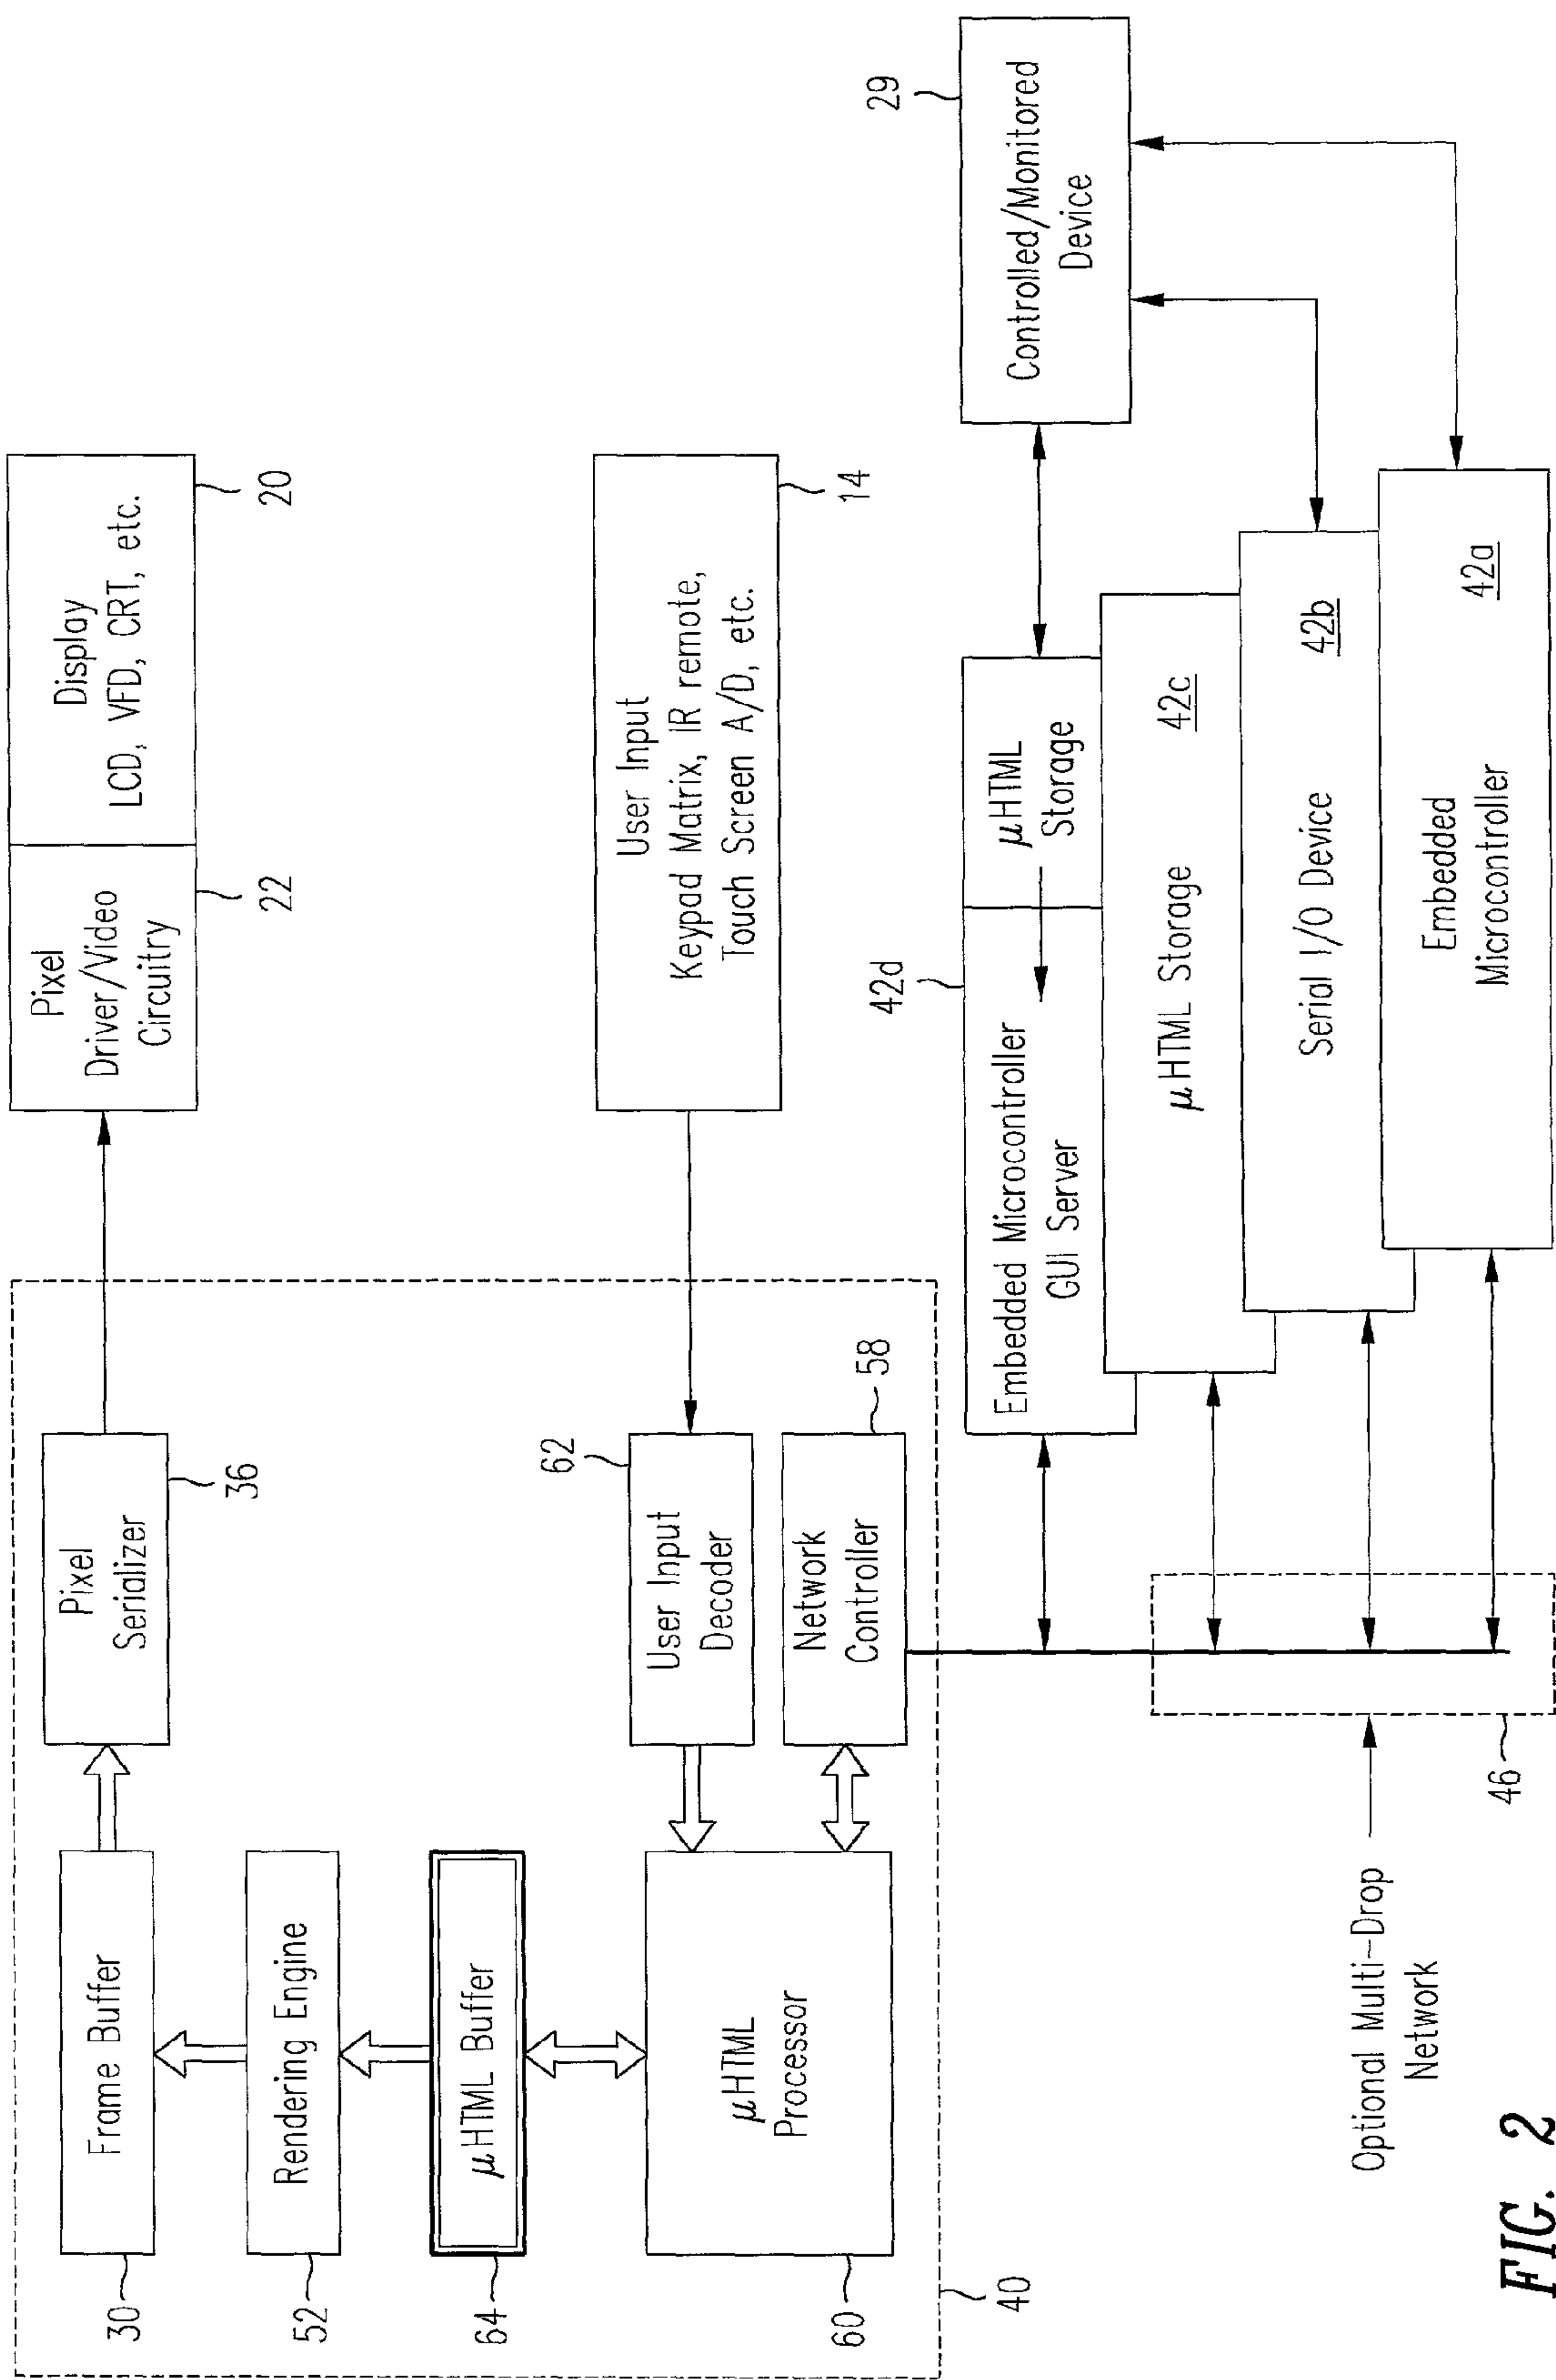 30
Frame Buffer
52
Rendering Engine
64
μHTML Buffer
60
μHTML
Processor
40
Pixel
Serializer
36
62
User Input
Decoder
Network
Controller
58
Pixel
Driver/Video
Circuitry
22
Display
LCD, VFD, CRT, etc.
20
User Input
Keypad Matrix, IR remote,
Touch Screen A/D, etc.
14
42d
Embedded Microcontroller
GUI Server
μHTML
Storage
μHTML Storage
42c
Serial I/O Device
42b
Embedded
Microcontroller
42a
Controlled/Monitored
Device
29
Optional Multi-Drop
Network
46
FIG. 2